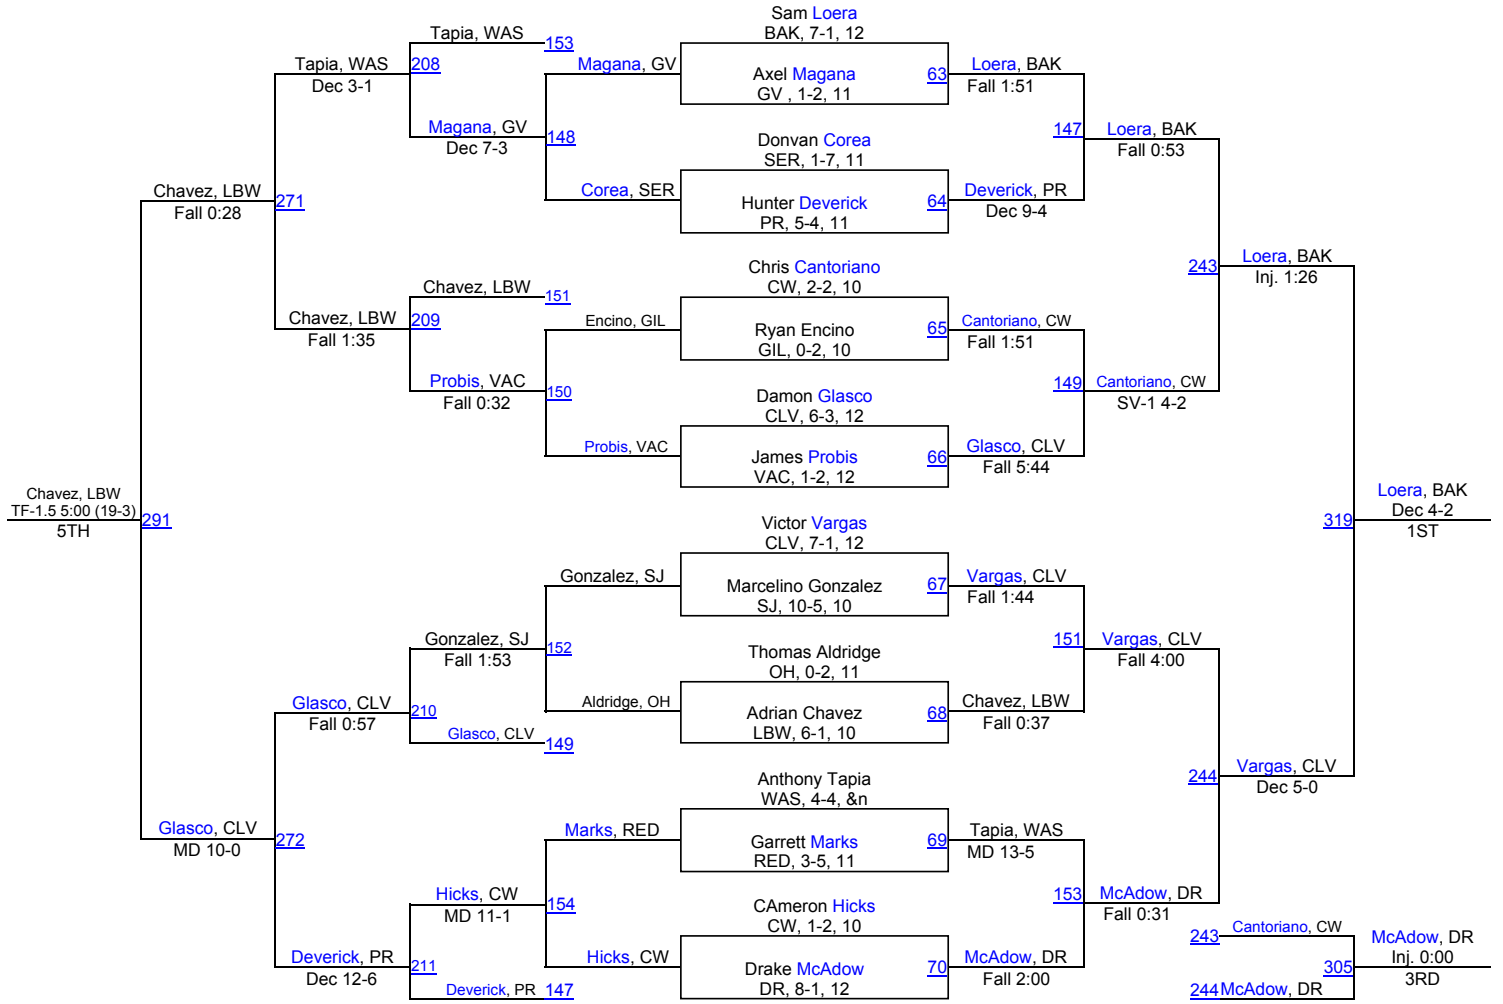 Sam Loera
BAK, 7-1, 12
Tapia, WAS
153
Tapia, WAS
208
Dec 3-1
Magana, GV
Axel Magana
GV , 1-2, 11
63
Loera, BAK
Fall 1:51
Magana, GV
148
Dec 7-3
Donvan Corea
SER, 1-7, 11
147
Loera, BAK
Fall 0:53
Chavez, LBW
271
Fall 0:28
Corea, SER
Hunter Deverick
PR, 5-4, 11
64
Deverick, PR
Dec 9-4
Chris Cantoriano
CW, 2-2, 10
243
Loera, BAK
Inj. 1:26
Chavez, LBW
151
Chavez, LBW
209
Fall 1:35
Encino, GIL
Ryan Encino
GIL, 0-2, 10
65
Cantoriano, CW
Fall 1:51
Probis, VAC
150
Fall 0:32
Damon Glasco
CLV, 6-3, 12
149
Cantoriano, CW
SV-1 4-2
Probis, VAC
James Probis
VAC, 1-2, 12
66
Glasco, CLV
Fall 5:44
Chavez, LBW
TF-1.5 5:00 (19-3)
291
5TH
Victor Vargas
CLV, 7-1, 12
319
Loera, BAK
Dec 4-2
1ST
Gonzalez, SJ
Marcelino Gonzalez
SJ, 10-5, 10
67
Vargas, CLV
Fall 1:44
Gonzalez, SJ
152
Fall 1:53
Thomas Aldridge
OH, 0-2, 11
151
Vargas, CLV
Fall 4:00
Glasco, CLV
210
Fall 0:57
Aldridge, OH
Adrian Chavez
LBW, 6-1, 10
68
Chavez, LBW
Fall 0:37
Glasco, CLV
149
Anthony Tapia
WAS, 4-4, &n
244
Vargas, CLV
Dec 5-0
Glasco, CLV
272
MD 10-0
Marks, RED
Garrett Marks
RED, 3-5, 11
69
Tapia, WAS
MD 13-5
Hicks, CW
154
MD 11-1
CAmeron Hicks
CW, 1-2, 10
153
McAdow, DR
Fall 0:31
Deverick, PR
211
Dec 12-6
Hicks, CW
Drake McAdow
DR, 8-1, 12
70
McAdow, DR
Fall 2:00
Deverick, PR
147
243
Cantoriano, CW
305
McAdow, DR
Inj. 0:00
3RD
244
McAdow, DR